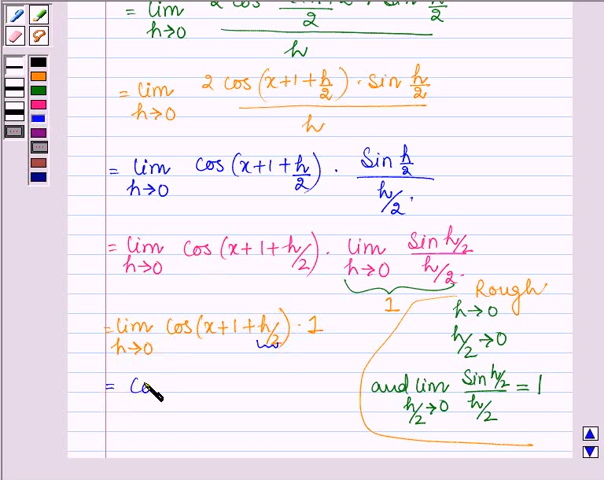 = lim h→0 2 cos 2 . sin h/2 / h
= lim h→0 2 cos(x+1+h/2) . sin h/2 / h
= lim h→0 cos(x+1+h/2) . Sin h/2 / h/2 .
= lim h→0 cos(x+1+h/2) . lim h→0 Sin h/2 / h/2 .
1
Rough
h→0
= lim h→0 cos(x+1+h/2) . 1
h/2→0
= co
and lim h/2→0 Sin h/2 / h/2 = 1